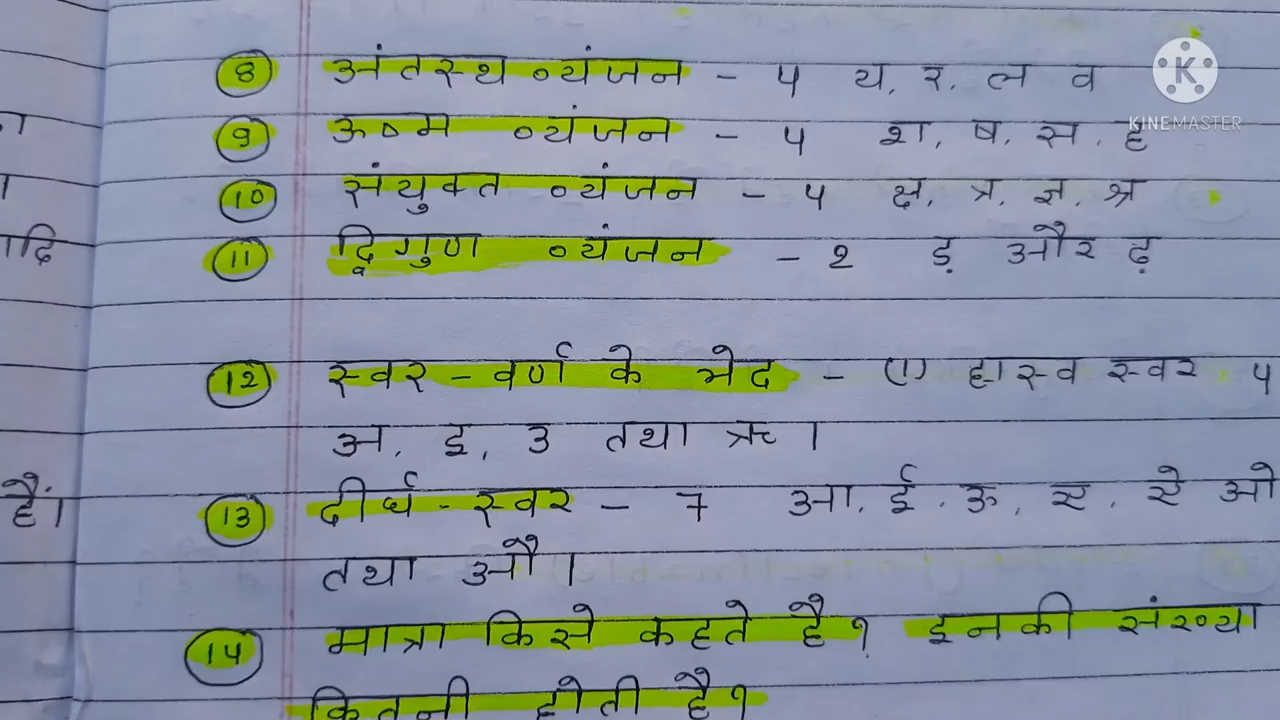 8 अंतस्थ व्यंजन - 4 य, र, ल व
9 ऊष्म व्यंजन - 4 श, ष, स, ह
10 संयुक्त व्यंजन - 4 क्ष, त्र, ज्ञ, श्र
11 द्विगुण व्यंजन - 2 ड़ और ढ़
12 स्वर - वर्ण के भेद - (1) हास्व स्वर 4
अ, इ, उ तथा ऋ।
13 दीर्घ - स्वर - 7 आ, ई, ऊ, ए, ऐ ओ
तथा औ।
14 मात्रा किसे कहते है? इनकी संख्या
कितनी होती है?
ादि
हैं।
KINEMASTER